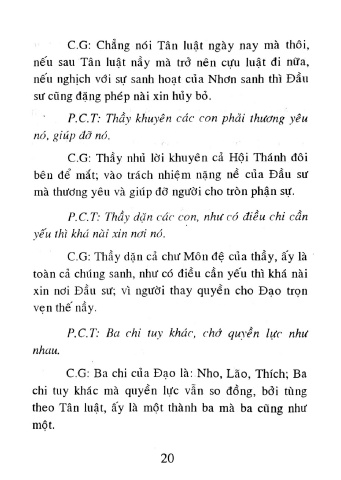 C.G: Chẳng nói Tân luật ngày nay mà thôi,
nếu sau Tân luật nầy mà trở nên cựu luật đi nữa,
nếu nghịch với sự sanh hoạt của Nhơn sanh thì Đầu
sư cũng đặng phép nài xin hủy bỏ.
P.C.T: Thầy khuyên các con phải thương yêu
nó, giúp đỡ nó.
C.G: Thầy nhủ lời khuyên cả Hội Thánh đôi
bên để mắt; vào trách nhiệm nặng nề của Đầu sư
mà thương yêu và giúp đỡ người cho tròn phận sự.
P.C.T: Thầy dặn các con, như có điều chi cần
yếu thì khá nài xin nơi nó.
C.G: Thầy dặn cả chư Môn đệ của thầy, ấy là
toàn cả chúng sanh, như có điều cần yếu thì khá nài
xin nơi Đầu sư; vì người thay quyền cho Đạo trọn
vẹn thế nầy.
P.C.T: Ba chi tuy khác, chớ quyền lực như
nhau.
C.G: Ba chi của Đạo là: Nho, Lão, Thích; Ba
chi tuy khác mà quyền lực vẫn so đồng, bởi tùng
theo Tân luật, ấy là một thành ba mà ba cũng như
một.
20